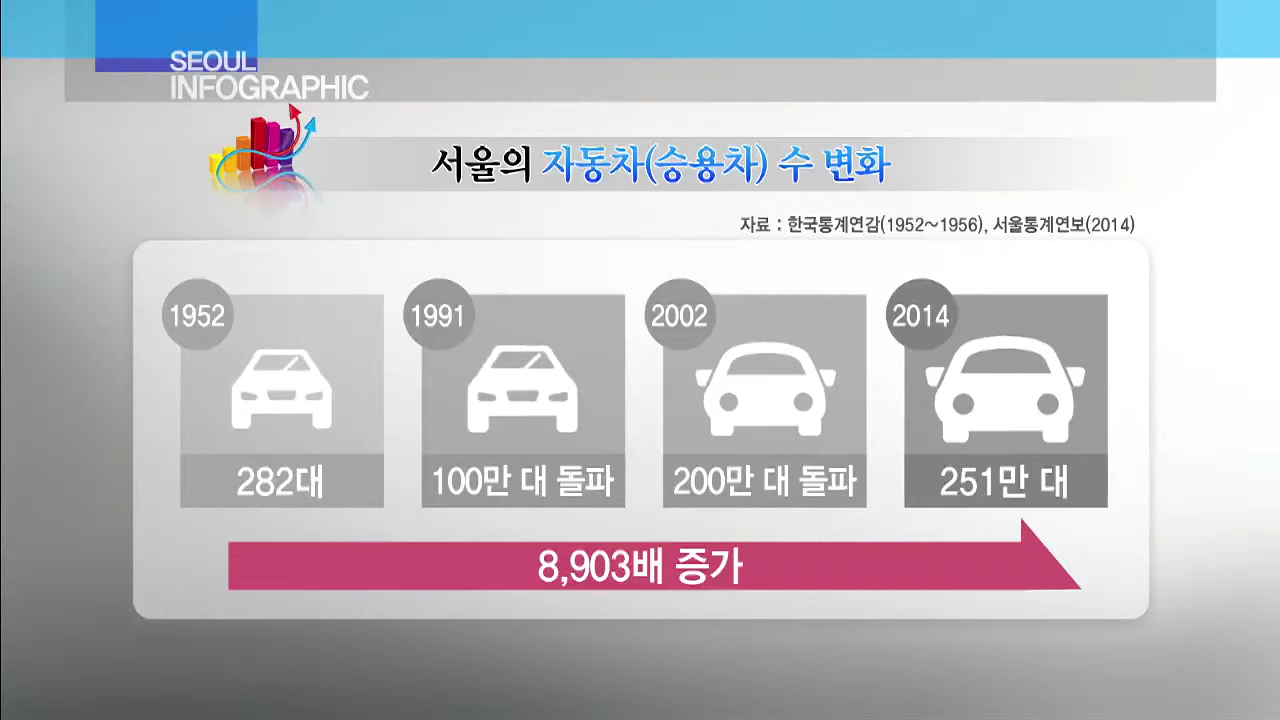 SEOUL
INFOGRAPHIC
서울의 자동차(승용차) 수 변화
자료 : 한국통계연감(1952~1956), 서울통계연보(2014)
1952
1991
2002
2014
282대
100만 대 돌파
200만 대 돌파
251만 대
8,903배 증가